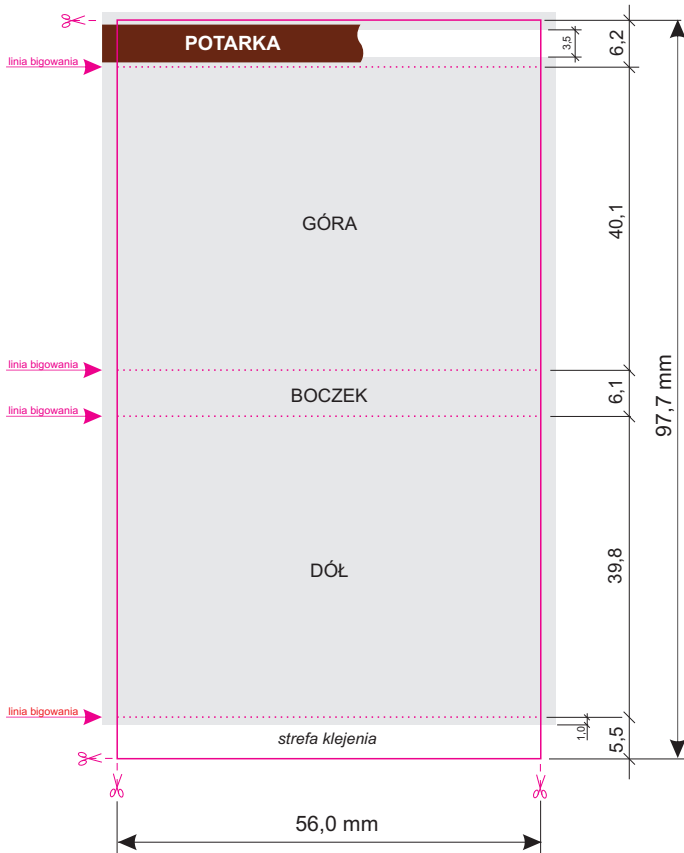 POTARKA
3,5
6,2
linia bigowania
GÓRA
40,1
linia bigowania
BOCZEK
6,1
linia bigowania
97,7 mm
DÓŁ
39,8
linia bigowania
strefa klejenia
1,0
5,5
56,0 mm